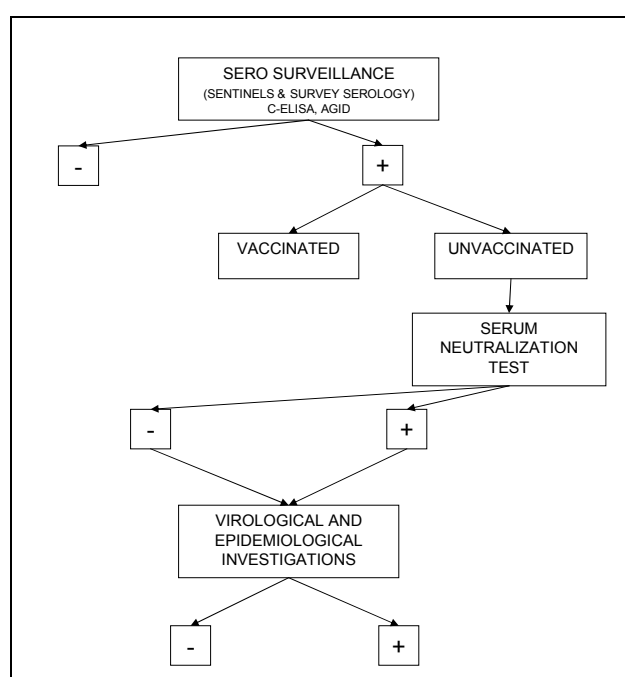 SERO SURVEILLANCE
(SENTINELS & SURVEY SEROLOGY)
C-ELISA, AGID
-
+
VACCINATED
UNVACCINATED
SERUM
NEUTRALIZATION
TEST
-
+
VIROLOGICAL AND
EPIDEMIOLOGICAL
INVESTIGATIONS
-
+